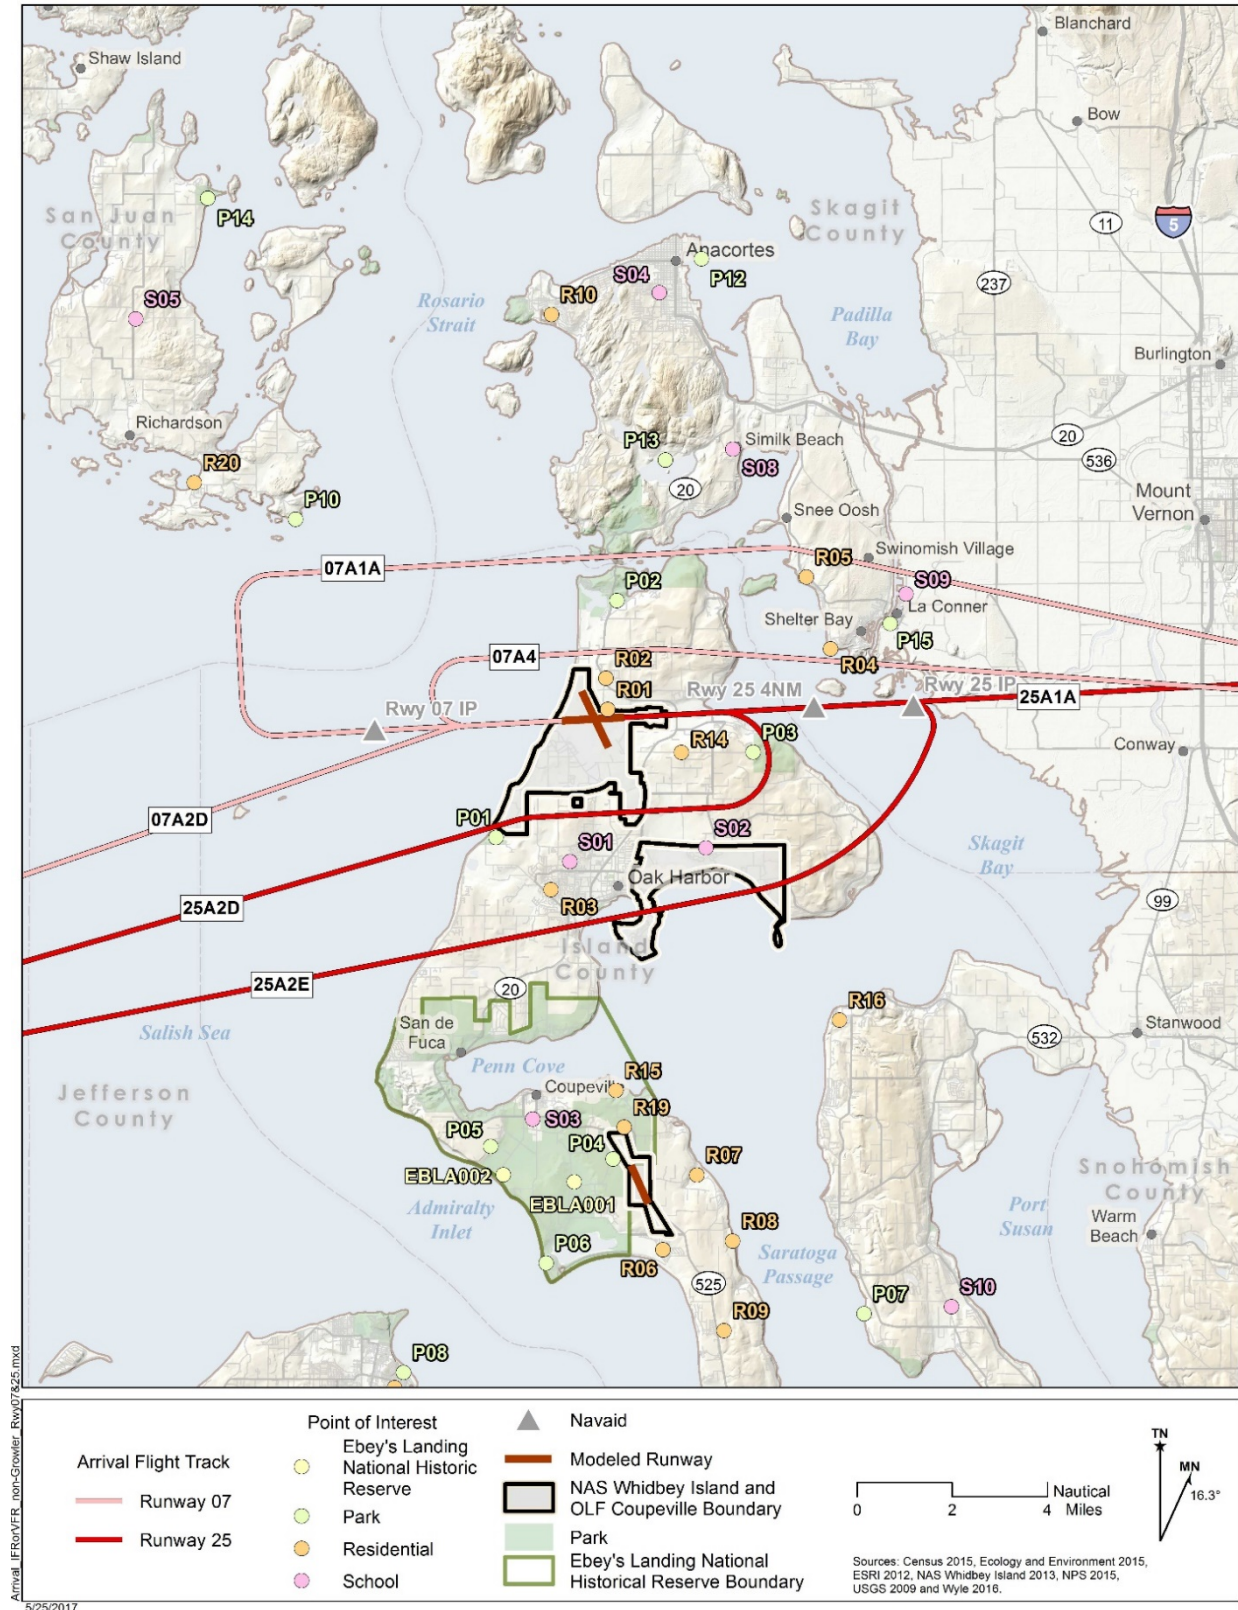 Blanchard
Shaw Island
Bow
San Juan
County
P14
Skagit
County
11
5
Anacortes
P12
S04
237
S05
R10
Rosario
Strait
Padilla
Bay
Burlington
Richardson
P13
Similk Beach
S08
20
536
R20
20
Mount
Vernon
P10
Snee Oosh
Swinomish Village
07A1A
R05
P02
S09
La Conner
Shelter Bay
P15
07A4
R02
R04
R01
Rwy 25 4NM
Rwy 25 IP
25A1A
Rwy 07 IP
R14
P03
Conway
07A2D
P01
S01
S02
Skagit
Bay
Oak Harbor
R03
25A2D
99
Island
County
25A2E
20
R16
San de
Fuca
Salish Sea
532
Stanwood
Penn Cove
Jefferson
County
Coupeville
R15
S03
R19
P05
P04
R07
EBLA002
EBLA001
Snohomish
County
Admiralty
Inlet
Port
Susan
Warm
Beach
R08
P06
R06
Saratoga
Passage
525
P07
S10
R09
P08
Arrival_IFRorVFR_non-Growler_Rwy07&25.mxd
5/25/2017
Arrival Flight Track
Runway 07
Runway 25
Point of Interest
Ebey's Landing
National Historic
Reserve
Park
Residential
School
Navaid
Modeled Runway
NAS Whidbey Island and
OLF Coupeville Boundary
Park
Ebey's Landing National
Historical Reserve Boundary
0 2 4 Nautical
Miles
TN
MN
16.3°
Sources: Census 2015, Ecology and Environment 2015,
ESRI 2012, NAS Whidbey Island 2013, NPS 2015,
USGS 2009 and Wyle 2016.